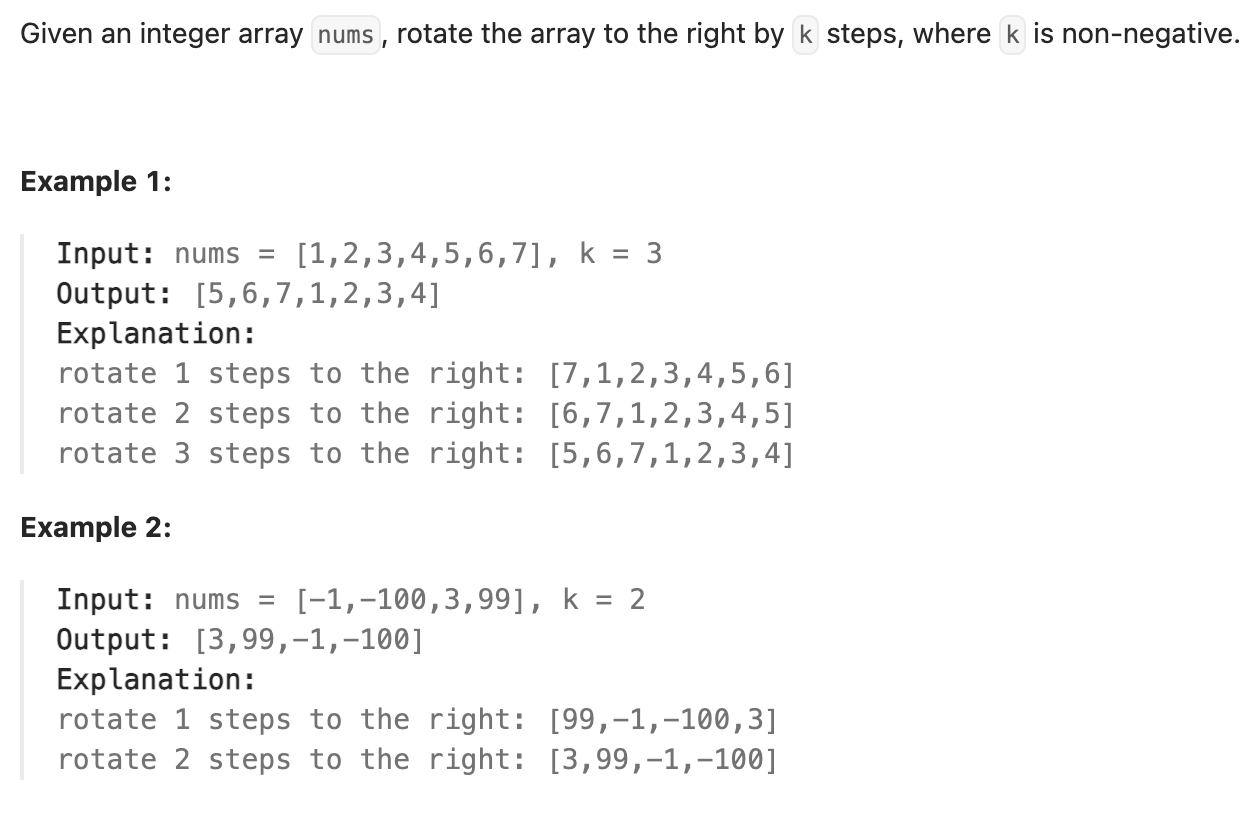 Given an integer array nums, rotate the array to the right by k steps, where k is non-negative.
Example 1:
Input: nums = [1,2,3,4,5,6,7], k = 3
Output: [5,6,7,1,2,3,4]
Explanation:
rotate 1 steps to the right: [7,1,2,3,4,5,6]
rotate 2 steps to the right: [6,7,1,2,3,4,5]
rotate 3 steps to the right: [5,6,7,1,2,3,4]
Example 2:
Input: nums = [-1,-100,3,99], k = 2
Output: [3,99,-1,-100]
Explanation:
rotate 1 steps to the right: [99,-1,-100,3]
rotate 2 steps to the right: [3,99,-1,-100]